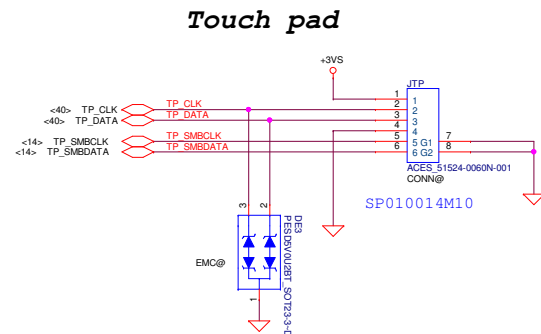 Touch pad
+3VS
JTP
<40> TP_CLK TP_CLK 1 1
2 2
<40> TP_DATA TP_DATA 3 3
4 4
<14> TP_SMBCLK TP_SMBCLK 5 5 G1 7
<14> TP_SMBDATA TP_SMBDATA 6 6 G2 8
ACES_51524-0060N-001
CONN@
SP010014M10
3 2
DE3
PESD5V0U2BT_SOT23-3~D
EMC@
1